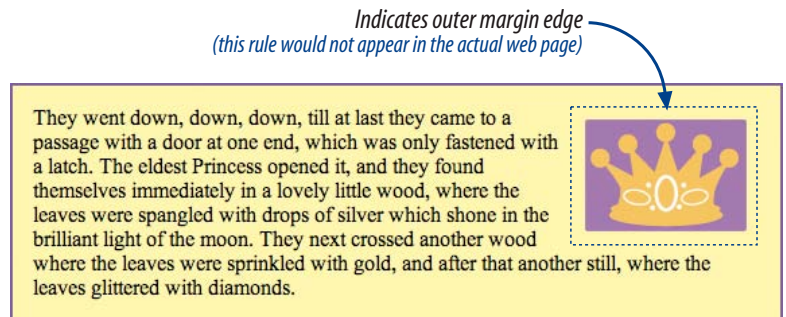 Indicates outer margin edge
(this rule would not appear in the actual web page)
They went down, down, down, till at last they came to a
passage with a door at one end, which was only fastened with
a latch. The eldest Princess opened it, and they found
themselves immediately in a lovely little wood, where the
leaves were spangled with drops of silver which shone in the
brilliant light of the moon. They next crossed another wood
where the leaves were sprinkled with gold, and after that another still, where the
leaves glittered with diamonds.